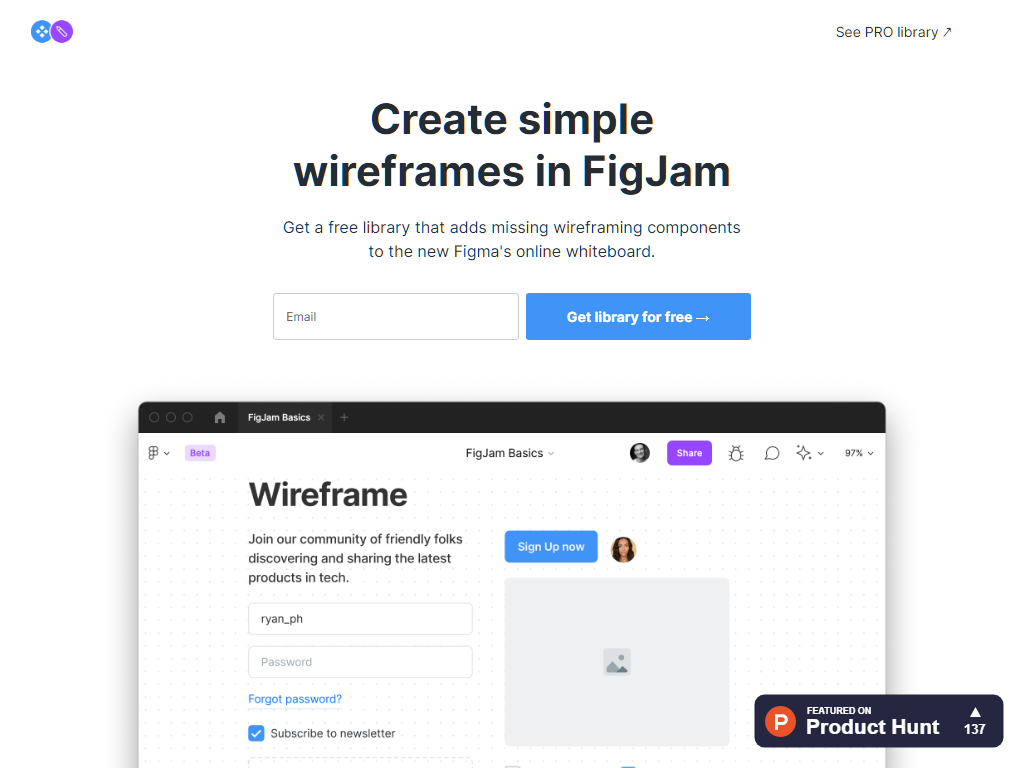 See PRO library ↗
Create simple
wireframes in FigJam
Get a free library that adds missing wireframing components
to the new Figma's online whiteboard.
Email
Get library for free →
FigJam Basics
Beta
FigJam Basics
Share
97%
Wireframe
Join our community of friendly folks
discovering and sharing the latest
products in tech.
Sign Up now
ryan_ph
Password
Forgot password?
Subscribe to newsletter
P
FEATURED ON
Product Hunt
▲
137